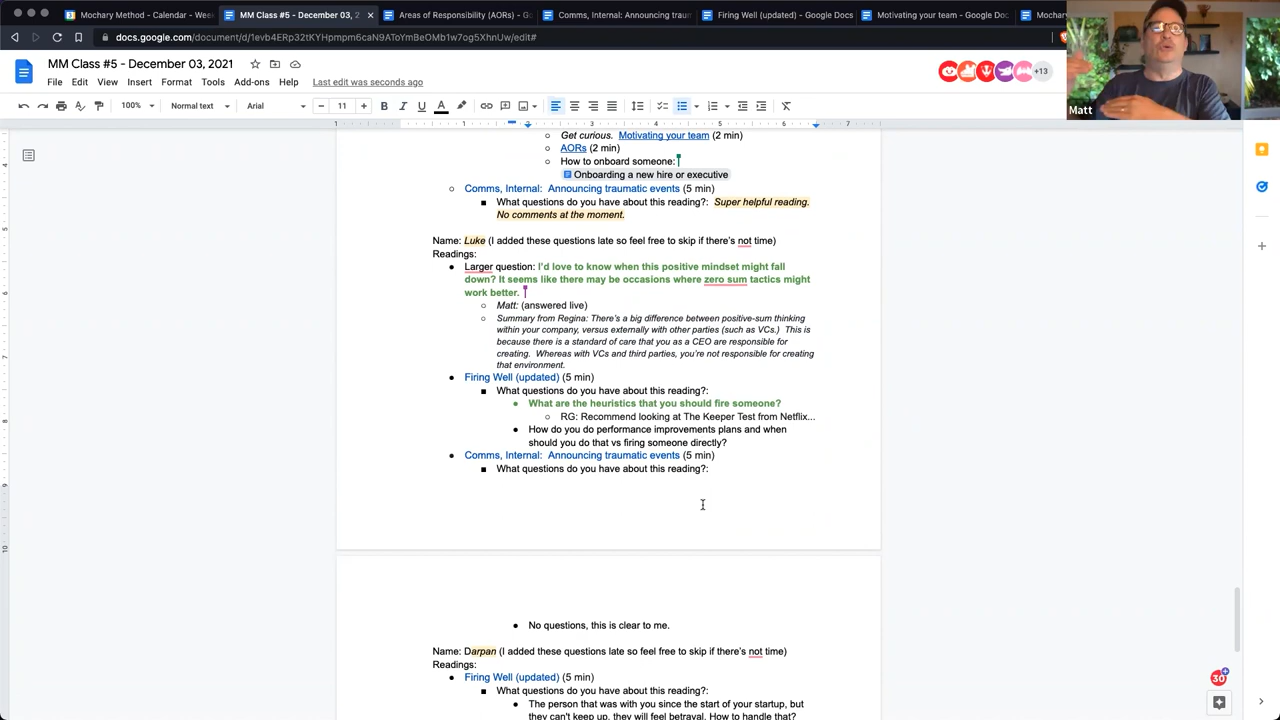 Mochary Method - Calendar - Week
MM Class #5 - December 03, 2
Areas of Responsibility (AORs) - G
Comms, Internal: Announcing traum
Firing Well (updated) - Google Docs
Motivating your team - Google Doc
Mochar
docs.google.com/document/d/1evb4ERp32tKYHpmpm6caN9AToYmBeOMb1w7og5XhnUw/edit#
MM Class #5 - December 03, 2021
File Edit View Insert Format Tools Add-ons Help Last edit was seconds ago
+13
Matt
100% Normal text Arial 11
1 1 2 3 4 5 6 7
Get curious. Motivating your team (2 min)
AORs (2 min)
How to onboard someone:
Onboarding a new hire or executive
Comms, Internal: Announcing traumatic events (5 min)
What questions do you have about this reading?: Super helpful reading.
No comments at the moment.
Name: Luke (I added these questions late so feel free to skip if there's not time)
Readings:
Larger question: I'd love to know when this positive mindset might fall
down? It seems like there may be occasions where zero sum tactics might
work better.
Matt: (answered live)
Summary from Regina: There's a big difference between positive-sum thinking
within your company, versus externally with other parties (such as VCs.) This is
because there is a standard of care that you as a CEO are responsible for
creating. Whereas with VCs and third parties, you're not responsible for creating
that environment.
Firing Well (updated) (5 min)
What questions do you have about this reading?:
What are the heuristics that you should fire someone?
RG: Recommend looking at The Keeper Test from Netflix...
How do you do performance improvements plans and when
should you do that vs firing someone directly?
Comms, Internal: Announcing traumatic events (5 min)
What questions do you have about this reading?:
No questions, this is clear to me.
Name: Darpan (I added these questions late so feel free to skip if there's not time)
Readings:
Firing Well (updated) (5 min)
What questions do you have about this reading?:
The person that was with you since the start of your startup, but
they can't keep up, they will feel betrayal. How to handle that?
30